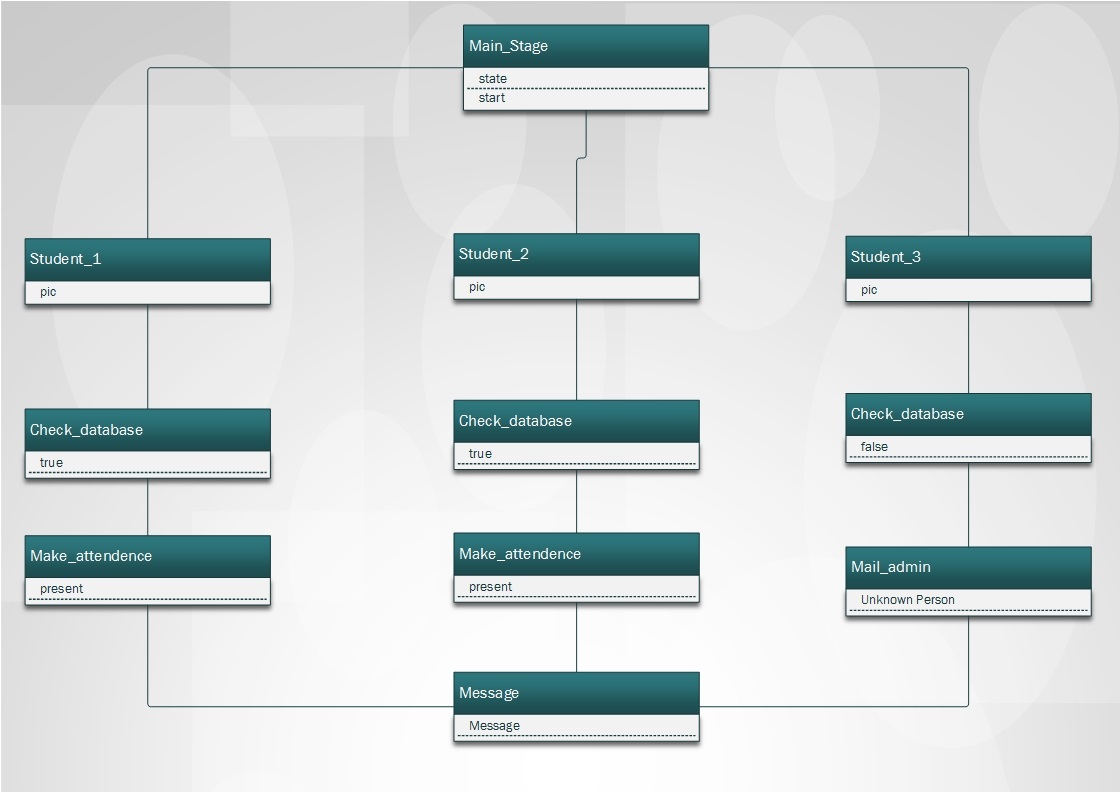 Main_Stage
state
start
Student_1
pic
Student_2
pic
Student_3
pic
Check_database
true
Check_database
true
Check_database
false
Make_attendence
present
Make_attendence
present
Mail_admin
Unknown Person
Message
Message